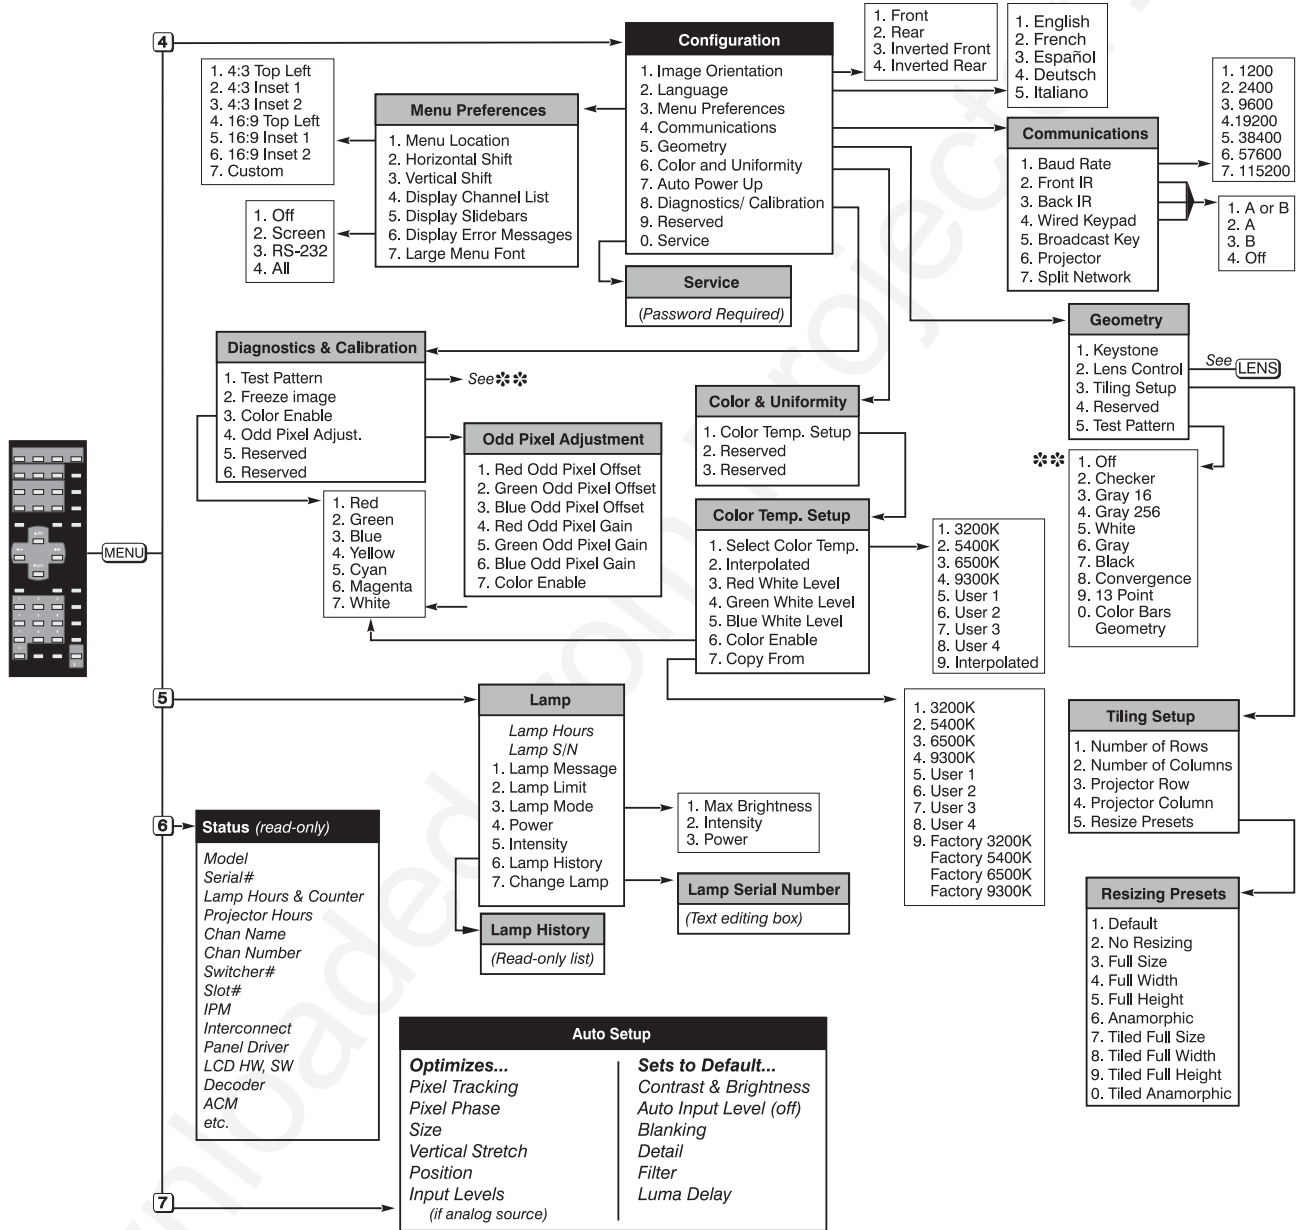 4
1. 4:3 Top Left
2. 4:3 Inset 1
3. 4:3 Inset 2
4. 16:9 Top Left
5. 16:9 Inset 1
6. 16:9 Inset 2
7. Custom
1. Off
2. Screen
3. RS-232
4. All
Menu Preferences
1. Menu Location
2. Horizontal Shift
3. Vertical Shift
4. Display Channel List
5. Display Slidebars
6. Display Error Messages
7. Large Menu Font
Configuration
1. Image Orientation
2. Language
3. Menu Preferences
4. Communications
5. Geometry
6. Color and Uniformity
7. Auto Power Up
8. Diagnostics/ Calibration
9. Reserved
0. Service
Service
(Password Required)
1. Front
2. Rear
3. Inverted Front
4. Inverted Rear
1. English
2. French
3. Español
4. Deutsch
5. Italiano
Communications
1. Baud Rate
2. Front IR
3. Back IR
4. Wired Keypad
5. Broadcast Key
6. Projector
7. Split Network
1. 1200
2. 2400
3. 9600
4.19200
5. 38400
6. 57600
7. 115200
1. A or B
2. A
3. B
4. Off
Geometry
1. Keystone
2. Lens Control
3. Tiling Setup
4. Reserved
5. Test Pattern
See LENS
Diagnostics & Calibration
1. Test Pattern
2. Freeze image
3. Color Enable
4. Odd Pixel Adjust.
5. Reserved
6. Reserved
See ✻✻
Odd Pixel Adjustment
1. Red Odd Pixel Offset
2. Green Odd Pixel Offset
3. Blue Odd Pixel Offset
4. Red Odd Pixel Gain
5. Green Odd Pixel Gain
6. Blue Odd Pixel Gain
7. Color Enable
1. Red
2. Green
3. Blue
4. Yellow
5. Cyan
6. Magenta
7. White
MENU
Color & Uniformity
1. Color Temp. Setup
2. Reserved
3. Reserved
Color Temp. Setup
1. Select Color Temp.
2. Interpolated
3. Red White Level
4. Green White Level
5. Blue White Level
6. Color Enable
7. Copy From
1. 3200K
2. 5400K
3. 6500K
4. 9300K
5. User 1
6. User 2
7. User 3
8. User 4
9. Interpolated
✻✻
1. Off
2. Checker
3. Gray 16
4. Gray 256
5. White
6. Gray
7. Black
8. Convergence
9. 13 Point
0. Color Bars
Geometry
5
Lamp
Lamp Hours
Lamp S/N
1. Lamp Message
2. Lamp Limit
3. Lamp Mode
4. Power
5. Intensity
6. Lamp History
7. Change Lamp
1. Max Brightness
2. Intensity
3. Power
Lamp Serial Number
(Text editing box)
Lamp History
(Read-only list)
1. 3200K
2. 5400K
3. 6500K
4. 9300K
5. User 1
6. User 2
7. User 3
8. User 4
9. Factory 3200K
Factory 5400K
Factory 6500K
Factory 9300K
Tiling Setup
1. Number of Rows
2. Number of Columns
3. Projector Row
4. Projector Column
5. Resize Presets
Resizing Presets
1. Default
2. No Resizing
3. Full Size
4. Full Width
5. Full Height
6. Anamorphic
7. Tiled Full Size
8. Tiled Full Width
9. Tiled Full Height
0. Tiled Anamorphic
6
Status (read-only)
Model
Serial#
Lamp Hours & Counter
Projector Hours
Chan Name
Chan Number
Switcher#
Slot#
IPM
Interconnect
Panel Driver
LCD HW, SW
Decoder
ACM
etc.
7
Auto Setup
Optimizes...
Pixel Tracking
Pixel Phase
Size
Vertical Stretch
Position
Input Levels
(if analog source)
Sets to Default...
Contrast & Brightness
Auto Input Level (off)
Blanking
Detail
Filter
Luma Delay